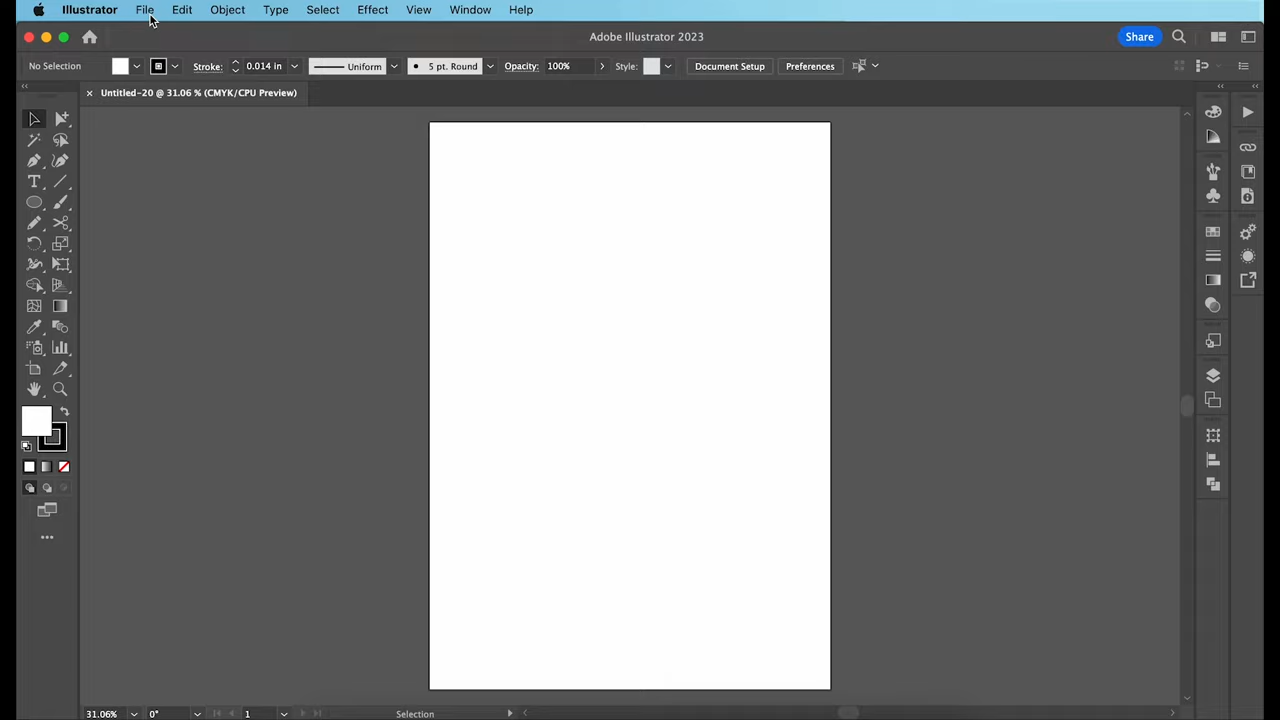 Illustrator File Edit Object Type Select Effect View Window Help
Adobe Illustrator 2023 Share
No Selection Stroke: 0.014 in Uniform 5 pt. Round Opacity: 100% Style: Document Setup Preferences
Untitled-20 @ 31.06 % (CMYK/CPU Preview)
31.06% 0° 1 Selection